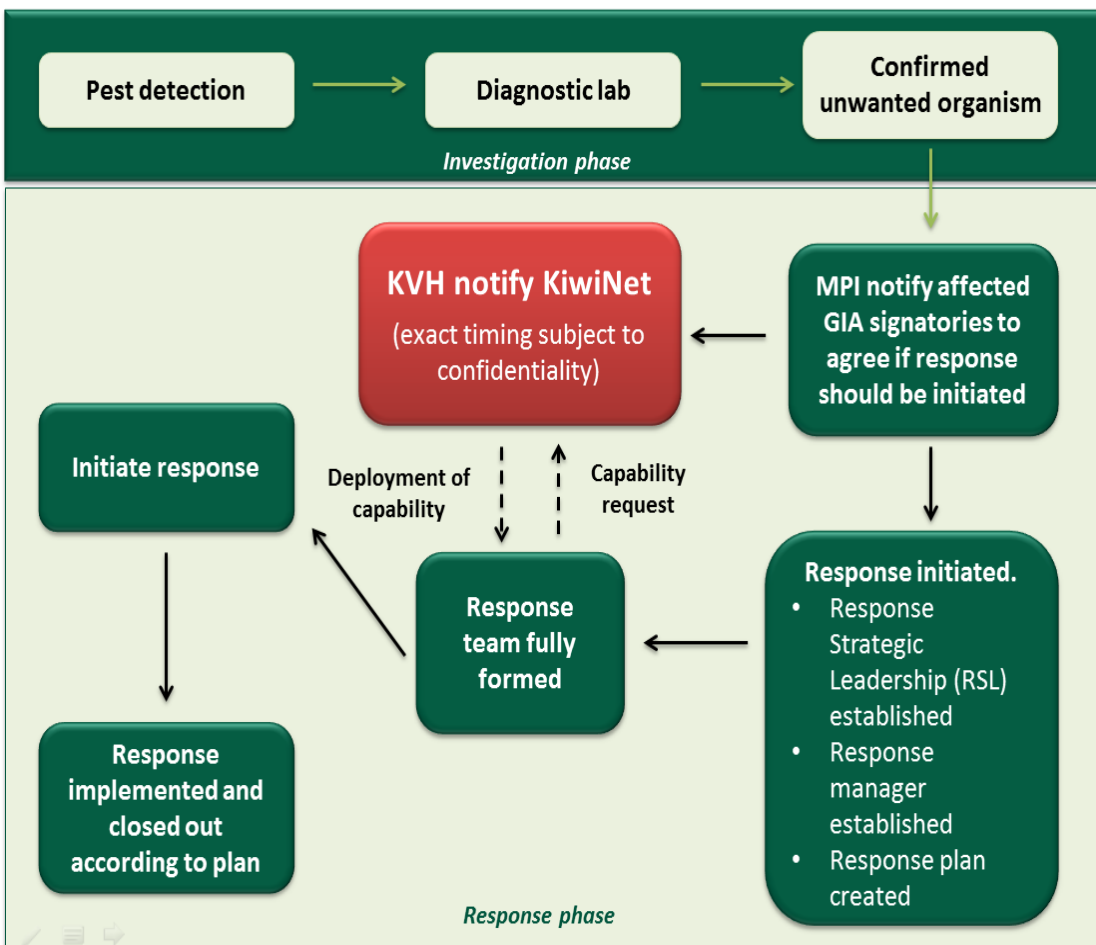 Pest detection
Diagnostic lab
Confirmed
unwanted organism
Investigation phase
KVH notify KiwiNet
(exact timing subject to
confidentiality)
MPI notify affected
GIA signatories to
agree if response
should be initiated
Initiate response
Deployment of
capability
Capability
request
Response
team fully
formed
Response initiated.
• Response
Strategic
Leadership (RSL)
established
• Response
manager
established
• Response plan
created
Response
implemented and
closed out
according to plan
Response phase